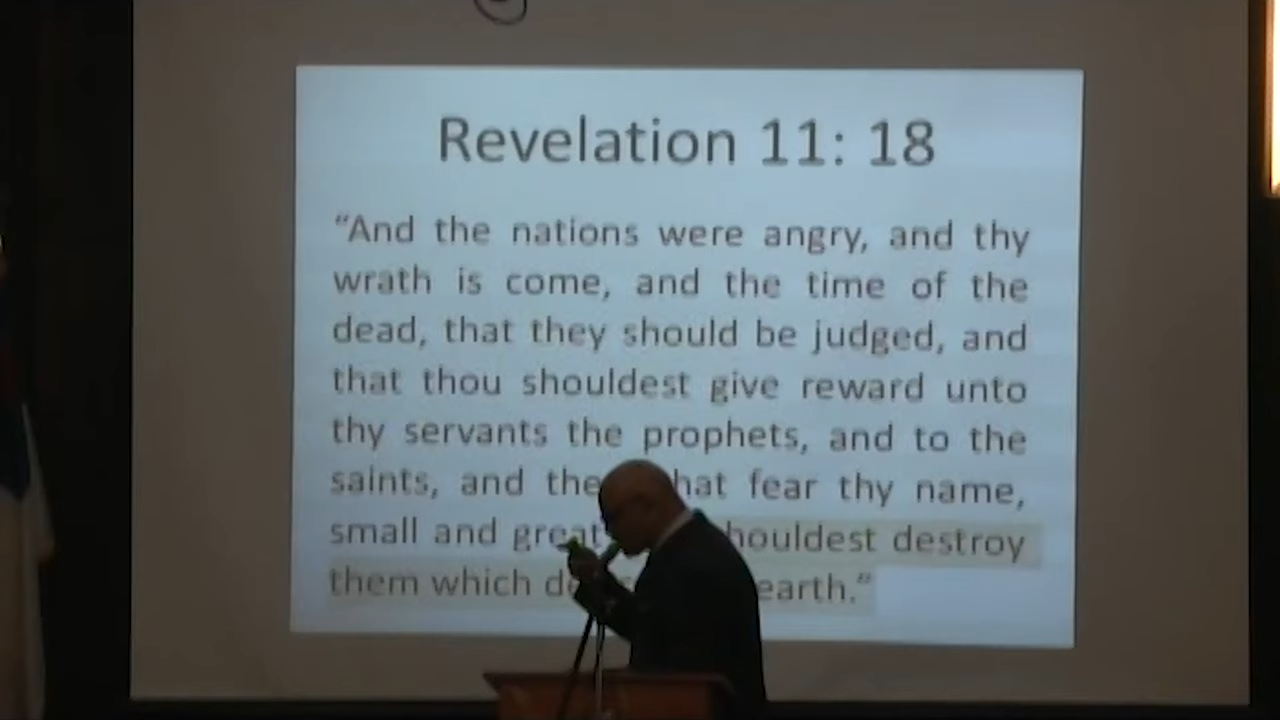 Revelation 11: 18
“And the nations were angry, and thy
wrath is come, and the time of the
dead, that they should be judged, and
that thou shouldest give reward unto
thy servants the prophets, and to the
saints, and the hat fear thy name,
small and great houldest destroy
them which de earth.”